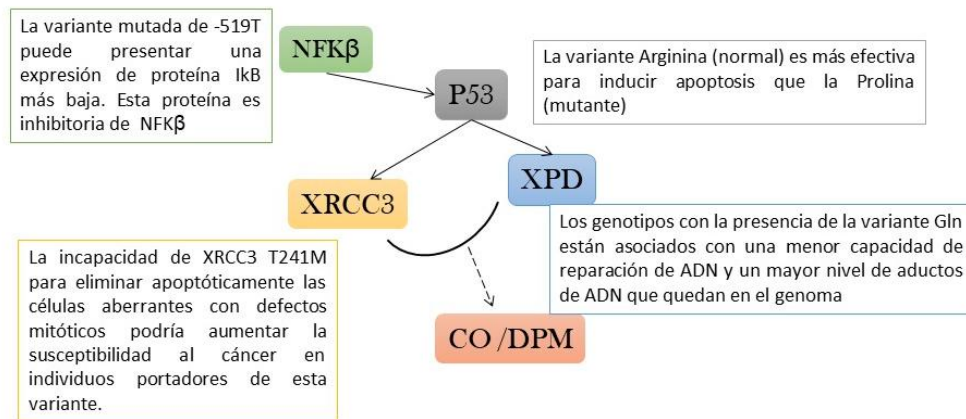 La variante mutada de -519T
puede presentar una
expresión de proteína IkB
más baja. Esta proteína es
inhibitoria de NFKβ
NFKβ
P53
La variante Arginina (normal) es más efectiva
para inducir apoptosis que la Prolina
(mutante)
XRCC3
XPD
Los genotipos con la presencia de la variante Gln
están asociados con una menor capacidad de
reparación de ADN y un mayor nivel de aductos
de ADN que quedan en el genoma
La incapacidad de XRCC3 T241M
para eliminar apoptóticamente las
células aberrantes con defectos
mitóticos podría aumentar la
susceptibilidad al cáncer en
individuos portadores de esta
variante.
CO /DPM